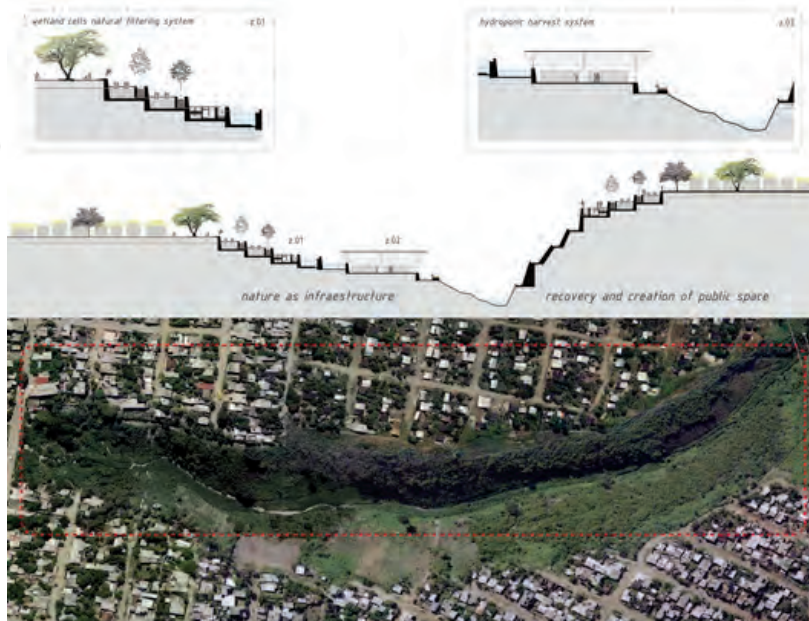 wetland cells natural filtering system z.01
hydroponic harvest system z.02
z.01
z.02
nature as infraestructure
recovery and creation of public space